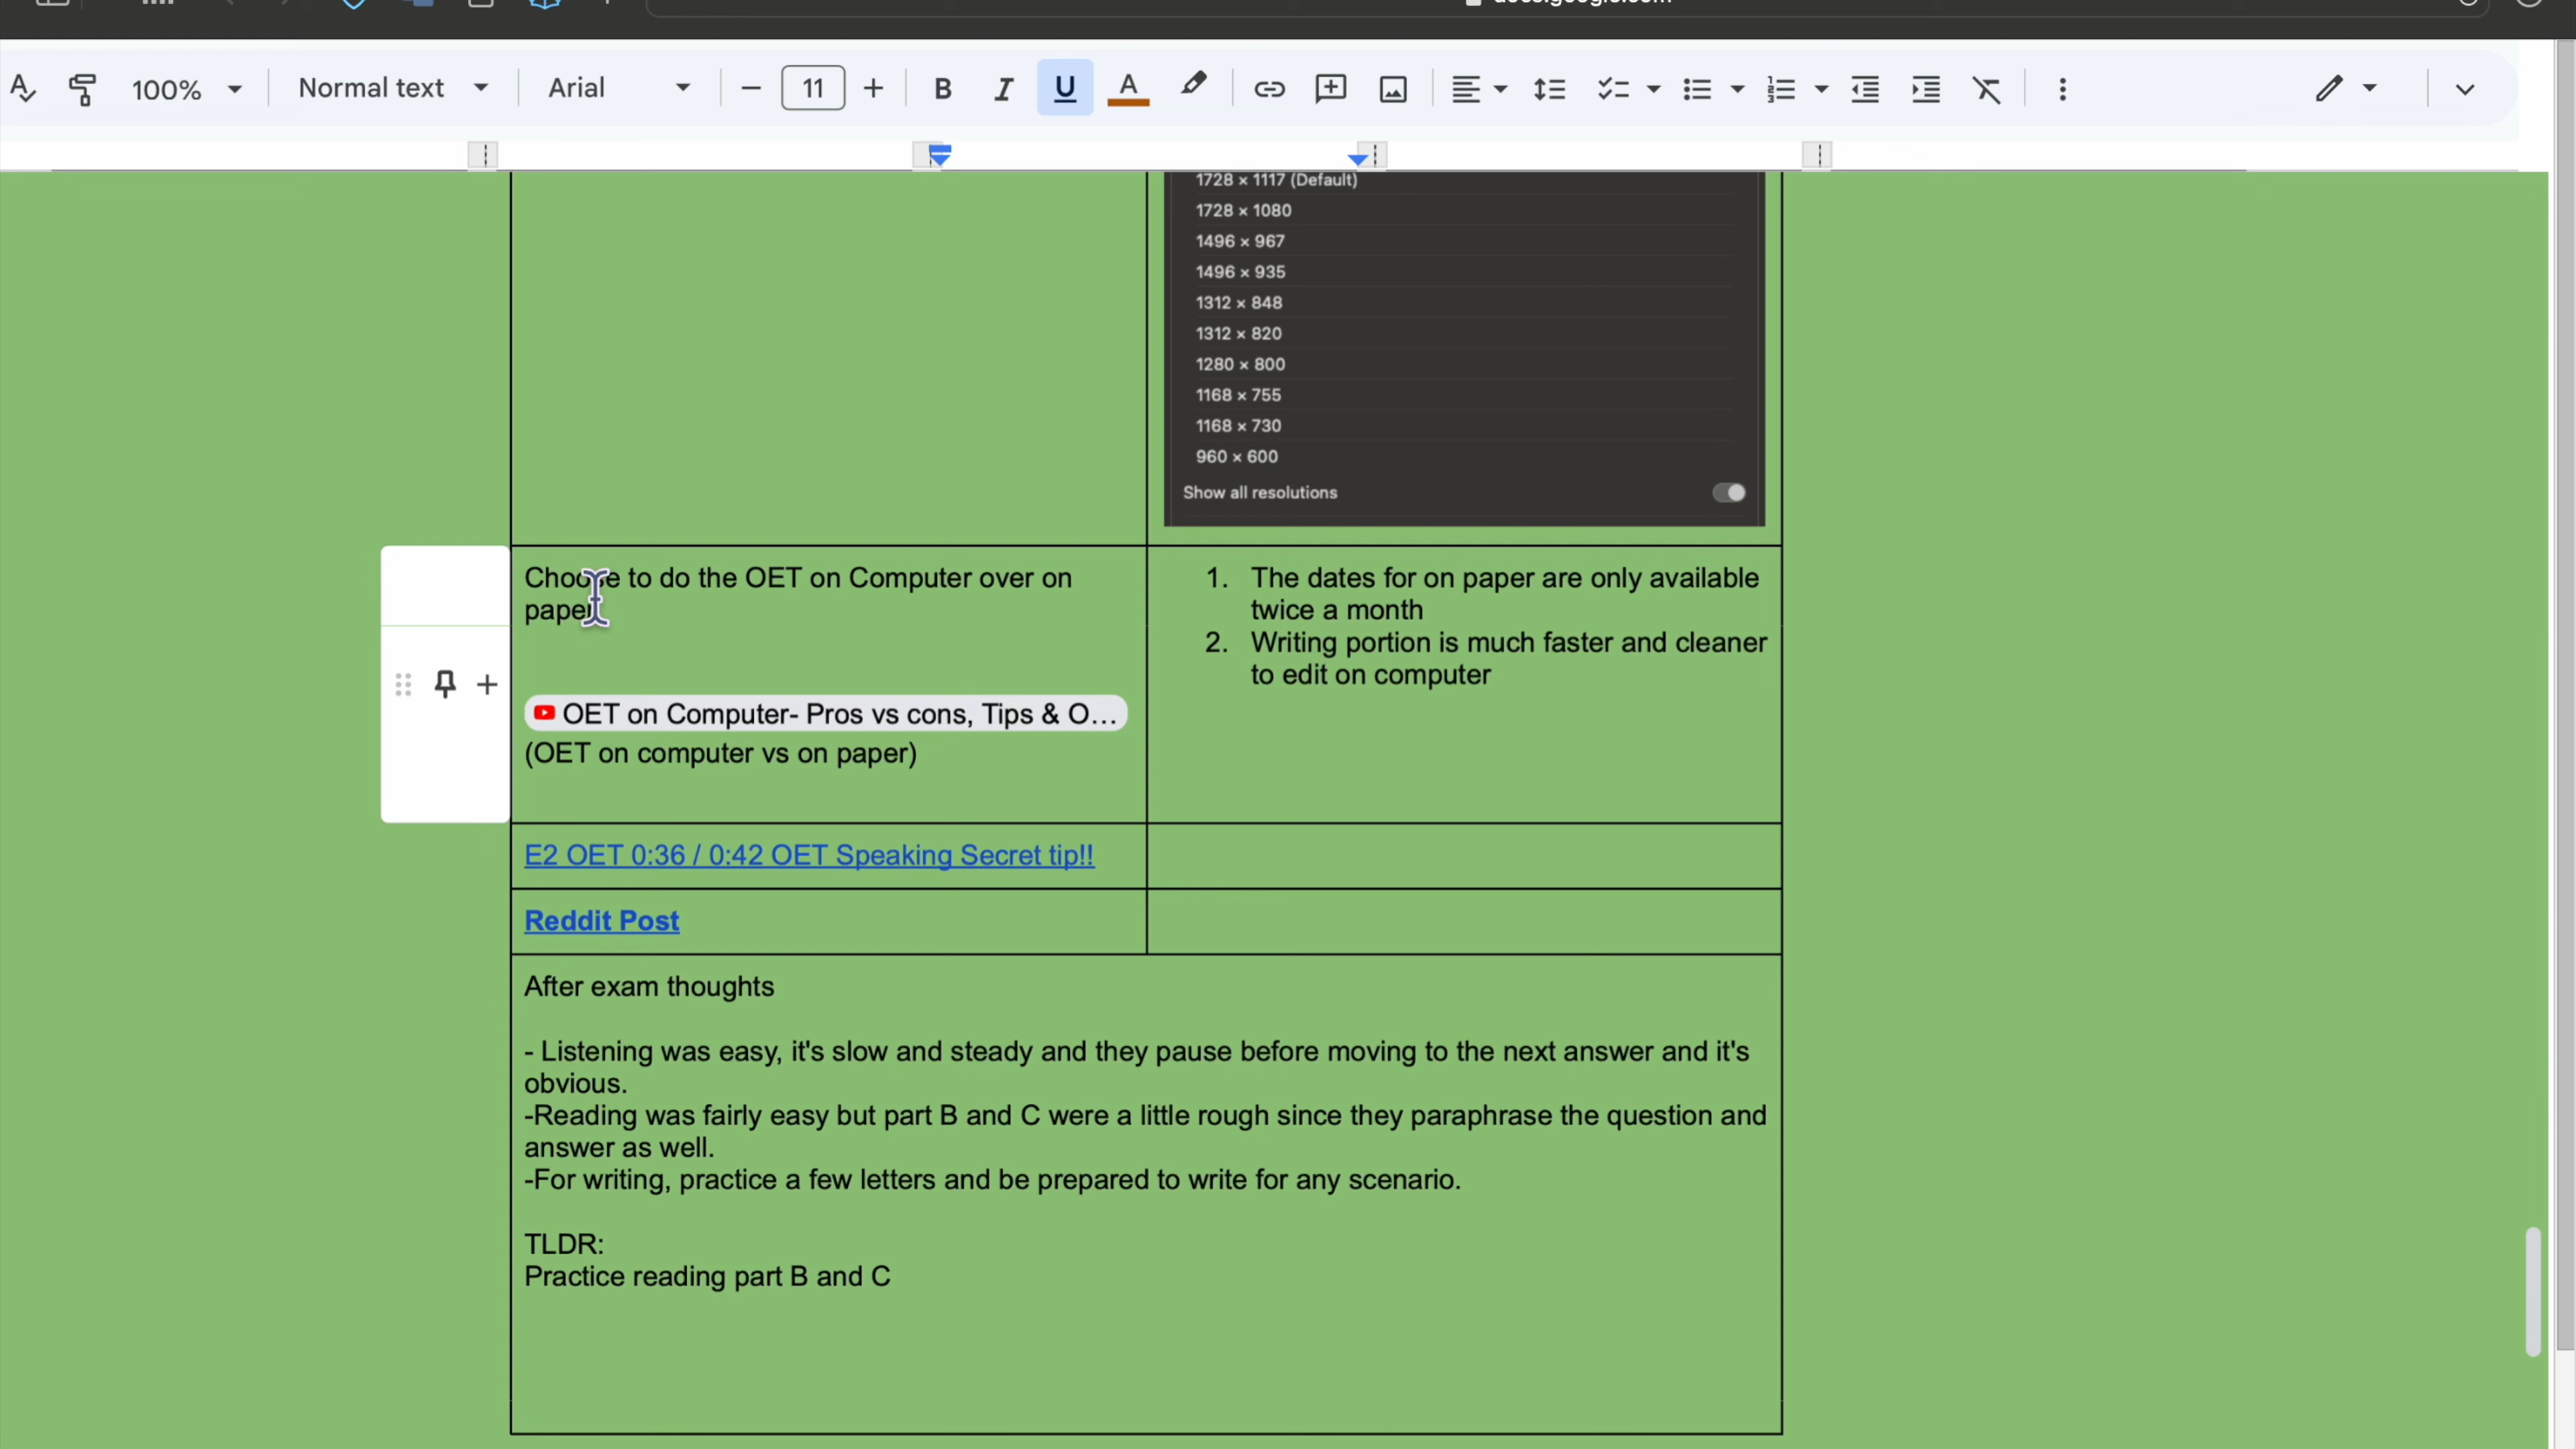 100%
Normal text
Arial
11
1728 × 1117 (Default)
1728 × 1080
1496 × 967
1496 × 935
1312 × 848
1312 × 820
1280 × 800
1168 × 755
1168 × 730
960 × 600
Show all resolutions
Choose to do the OET on Computer over on
paper
OET on Computer- Pros vs cons, Tips & O...
(OET on computer vs on paper)
1. The dates for on paper are only available
twice a month
2. Writing portion is much faster and cleaner
to edit on computer
E2 OET 0:36 / 0:42 OET Speaking Secret tip!!
Reddit Post
After exam thoughts
- Listening was easy, it's slow and steady and they pause before moving to the next answer and it's
obvious.
-Reading was fairly easy but part B and C were a little rough since they paraphrase the question and
answer as well.
-For writing, practice a few letters and be prepared to write for any scenario.
TLDR:
Practice reading part B and C